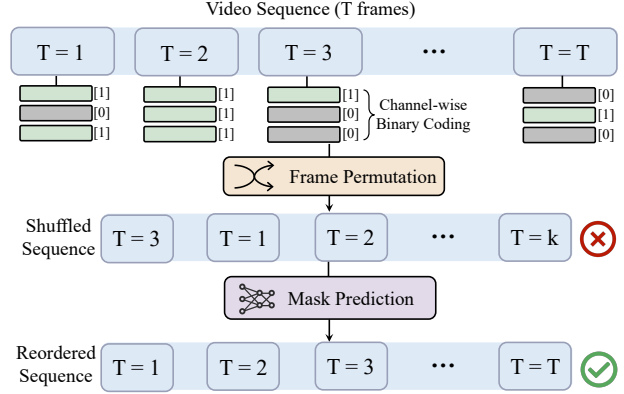 Video Sequence (T frames)
T = 1 T = 2 T = 3 ••• T = T
[1] [1] [1] [0]
[0] [1] [0] [1]
[1] [1] [0] [0]
Channel-wise
Binary Coding
Frame Permutation
Shuffled
Sequence
T = 3 T = 1 T = 2 ••• T = k
Mask Prediction
Reordered
Sequence
T = 1 T = 2 T = 3 ••• T = T